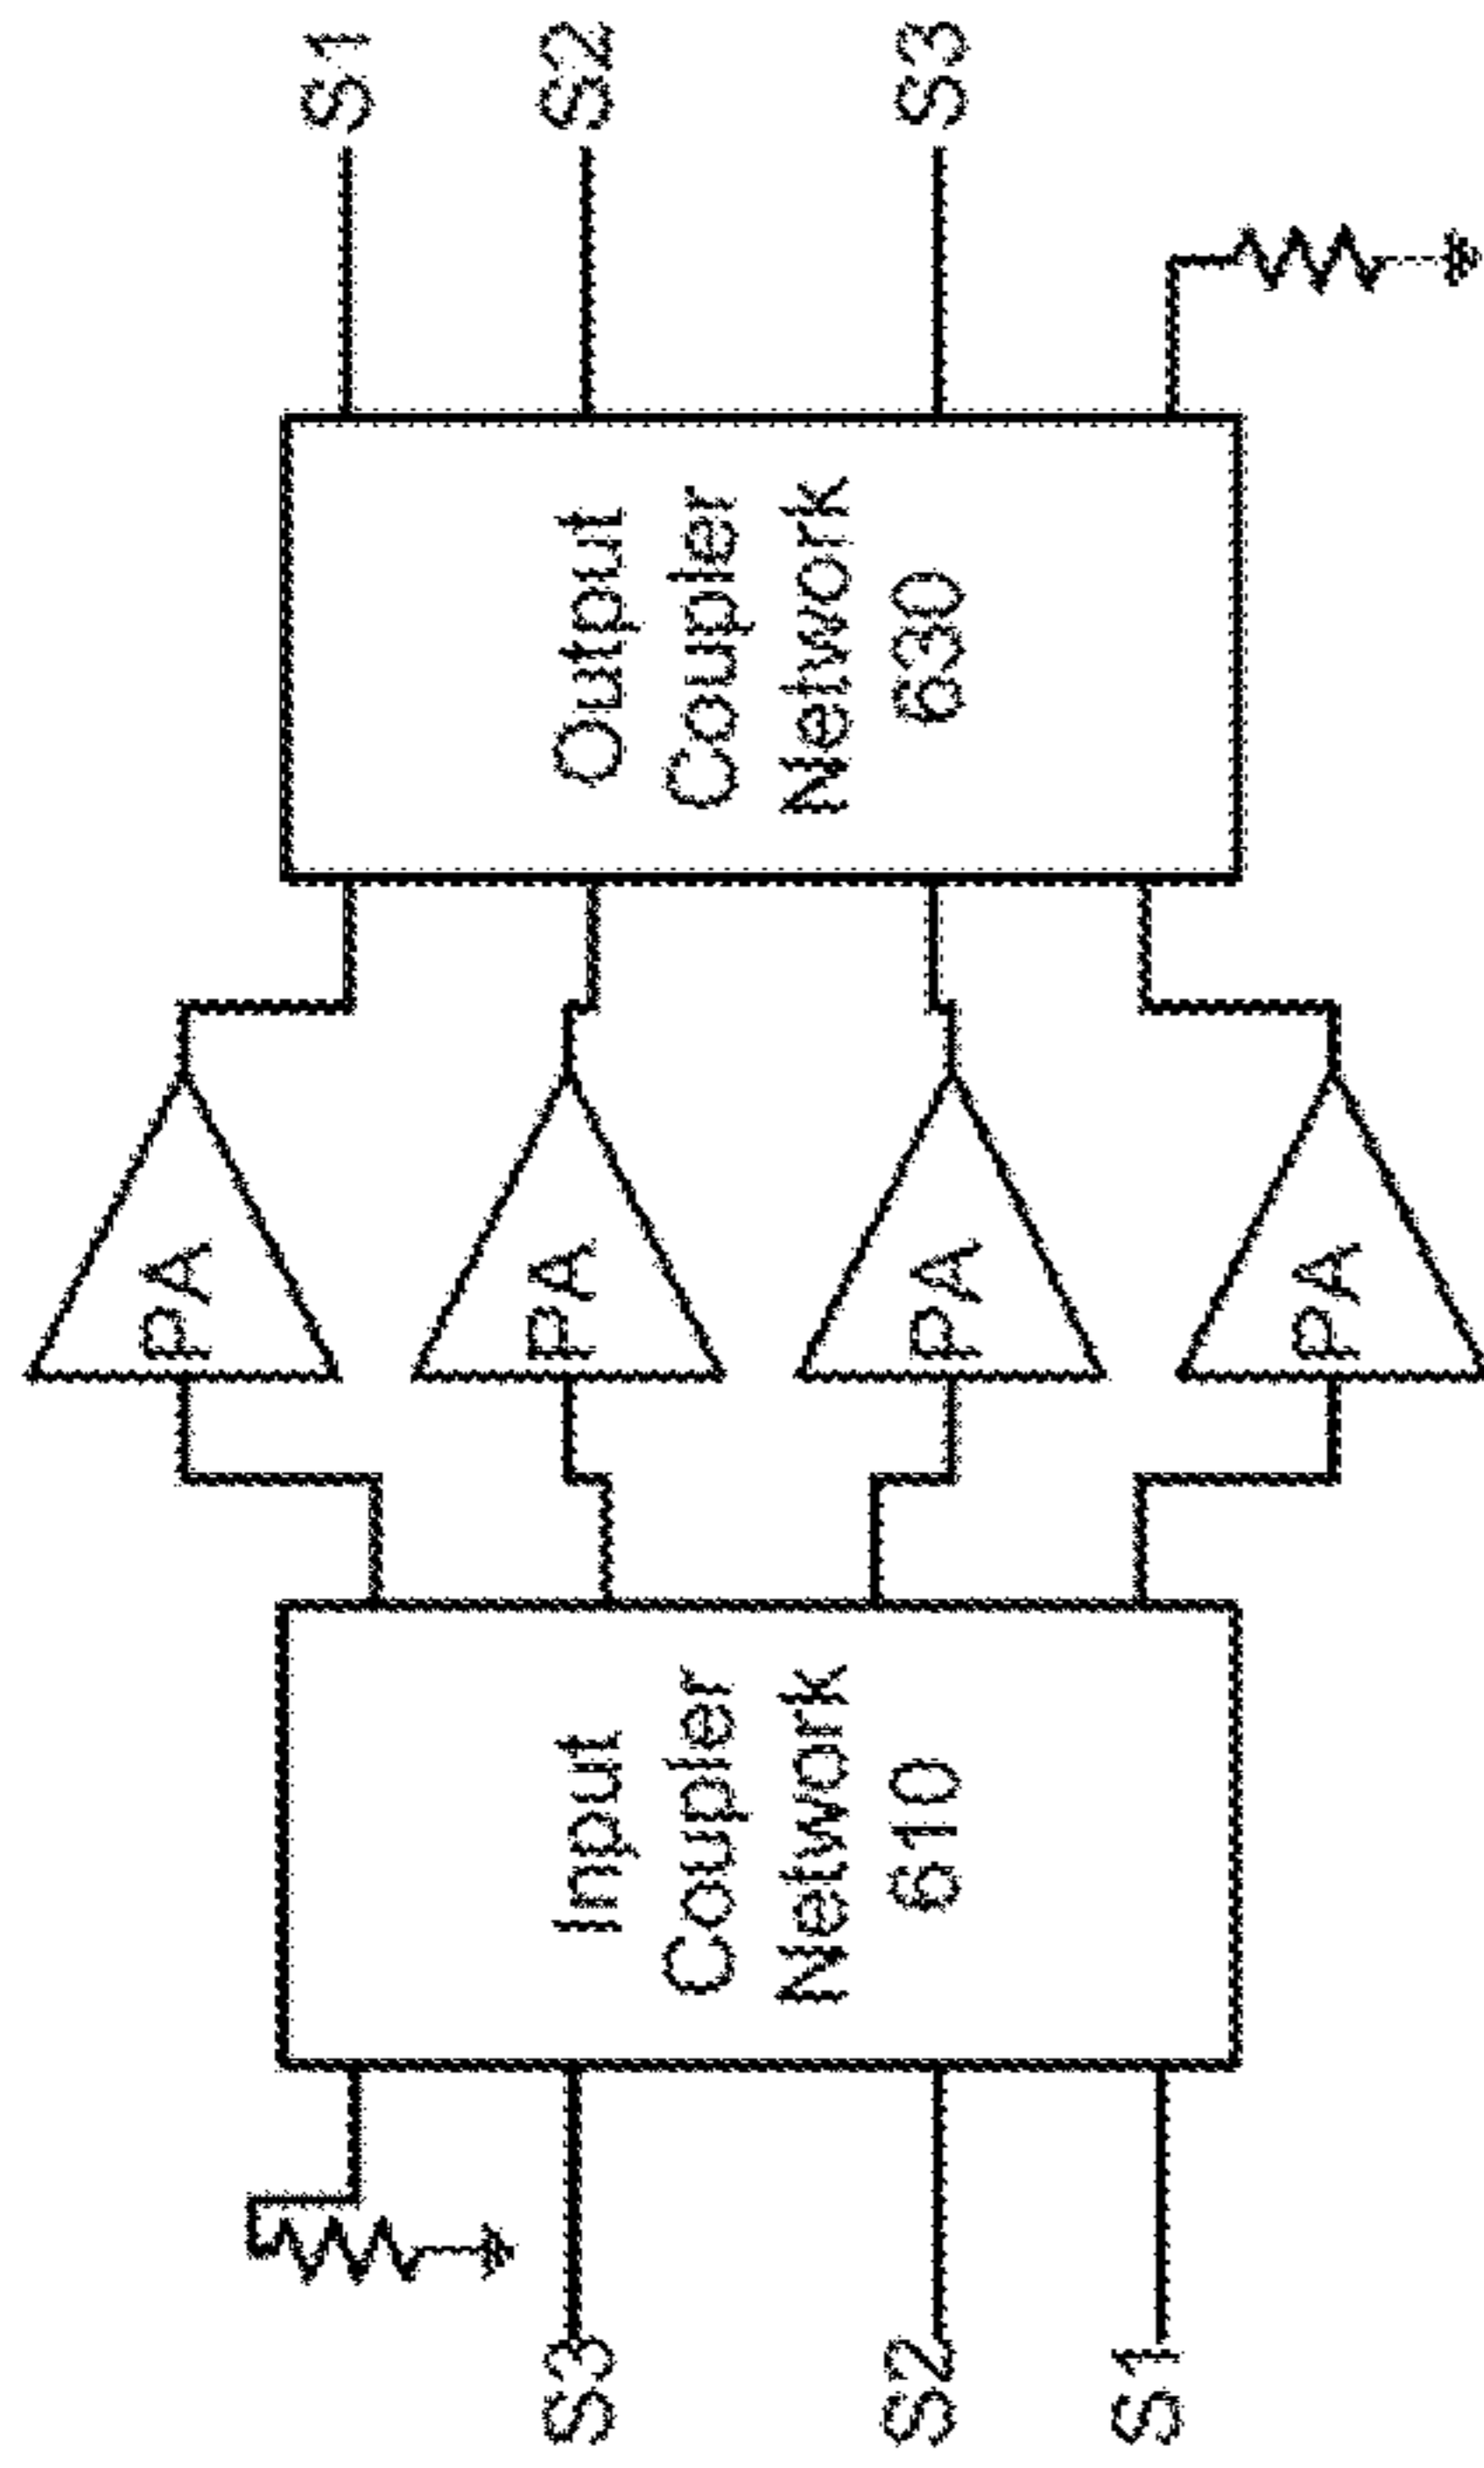 S3
S2
S1
Input
Coupler
Network
610
PA
PA
PA
PA
Output
Coupler
Network
630
S1
S2
S3